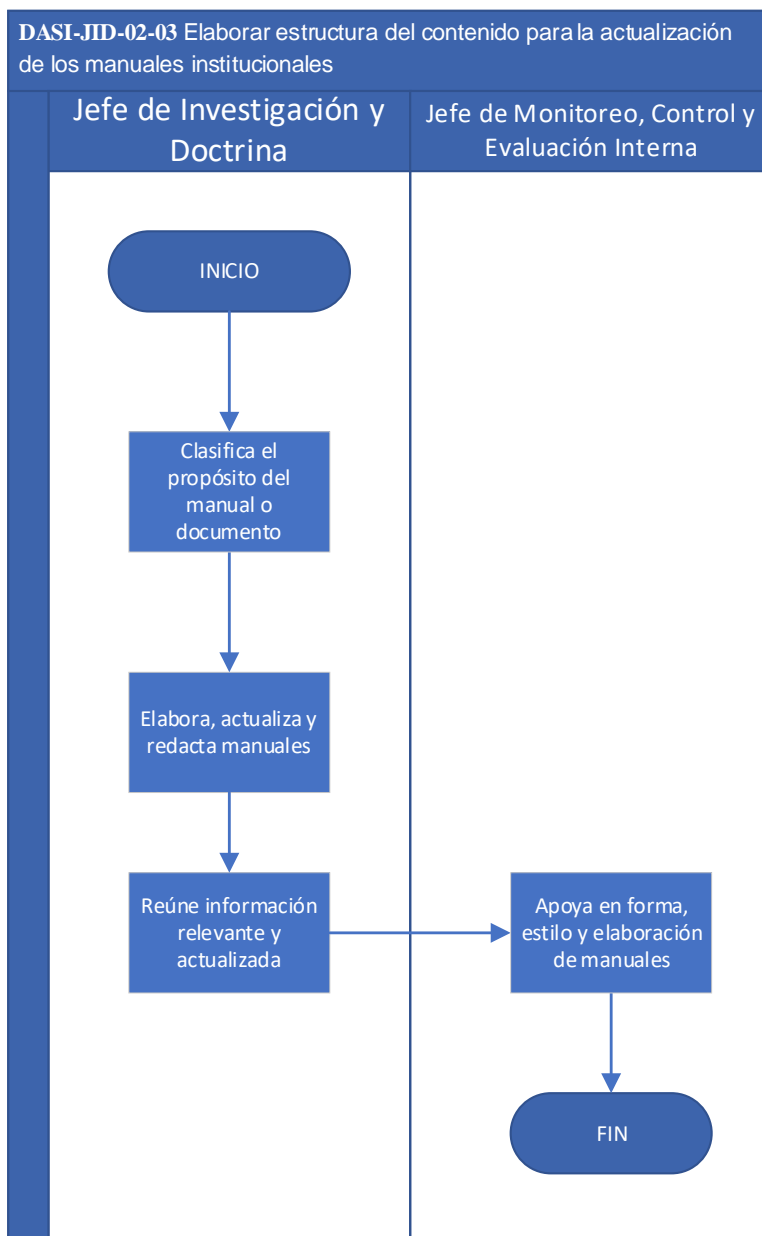 DASI-JID-02-03 Elaborar estructura del contenido para la actualización
de los manuales institucionales
Jefe de Investigación y
Doctrina
Jefe de Monitoreo, Control y
Evaluación Interna
INICIO
Clasifica el
propósito del
manual o
documento
Elabora, actualiza y
redacta manuales
Reúne información
relevante y
actualizada
Apoya en forma,
estilo y elaboración
de manuales
FIN